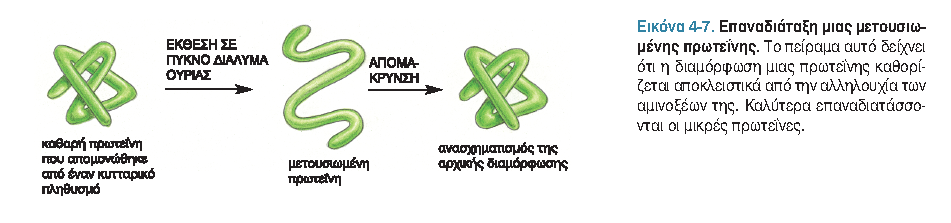 ΕΚΘΕΣΗ ΣΕ
ΠΥΚΝΟ ΔΙΑΛΥΜΑ
ΟΥΡΙΑΣ
ΑΠΟΜΑ-
ΚΡΥΝΣΗ
καθαρή πρωτεΐνη
που απομονώθηκε
από έναν κυτταρικό
πληθυσμό
μετουσιωμένη
πρωτεΐνη
ανασχηματισμός της
αρχικής διαμόρφωσης
Εικόνα 4-7. Επαναδιάταξη μιας μετουσιω-
μένης πρωτεΐνης. Το πείραμα αυτό δείχνει
ότι η διαμόρφωση μιας πρωτεΐνης καθορί-
ζεται αποκλειστικά από την αλληλουχία των
αμινοξέων της. Καλύτερα επαναδιατάσσο-
νται οι μικρές πρωτεΐνες.